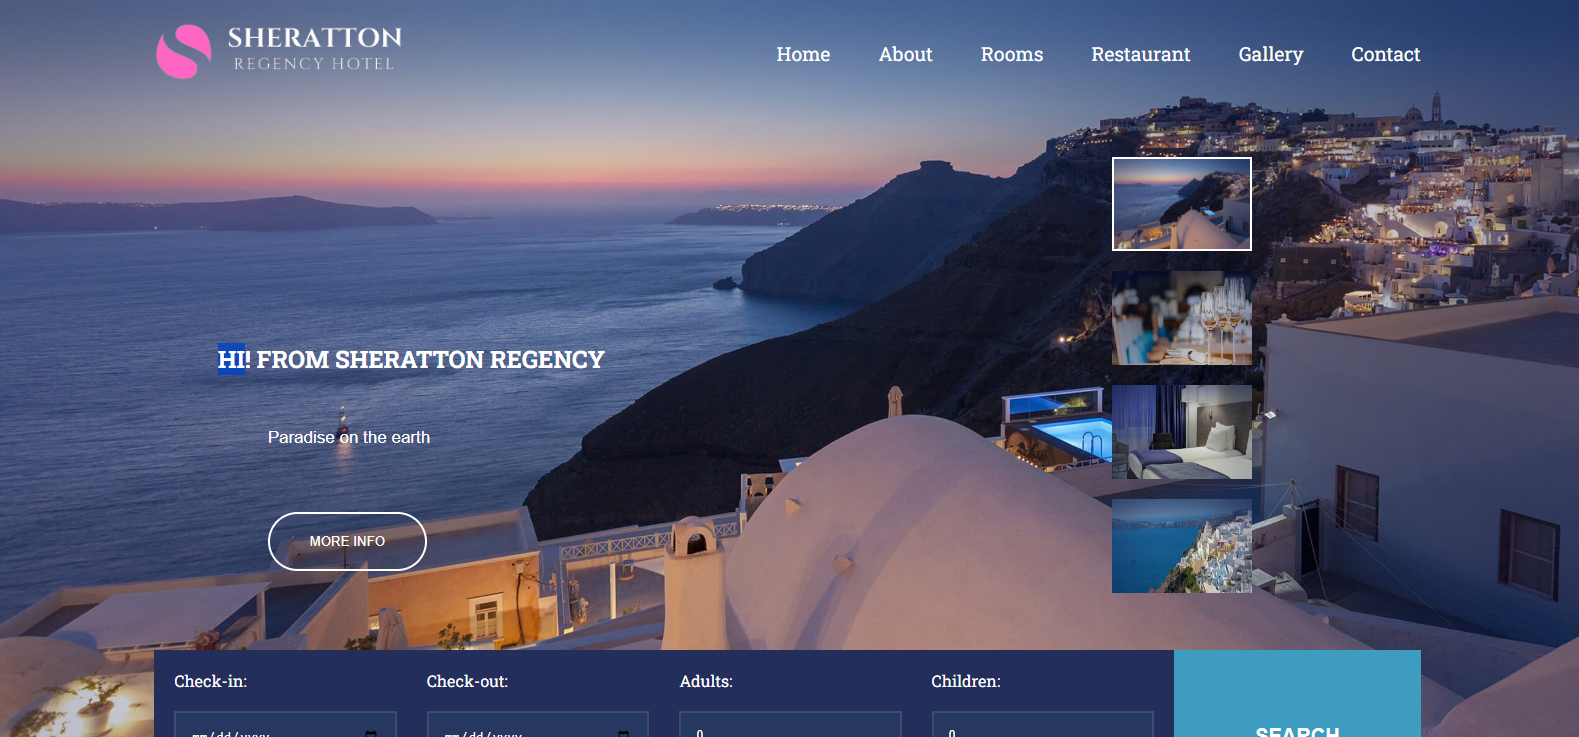 SHERATTON
REGENCY HOTEL
Home About Rooms Restaurant Gallery Contact
HI! FROM SHERATTON REGENCY
Paradise on the earth
MORE INFO
Check-in: Check-out: Adults: Children:
mm/dd/yyyy mm/dd/yyyy 0 0
SEARCH